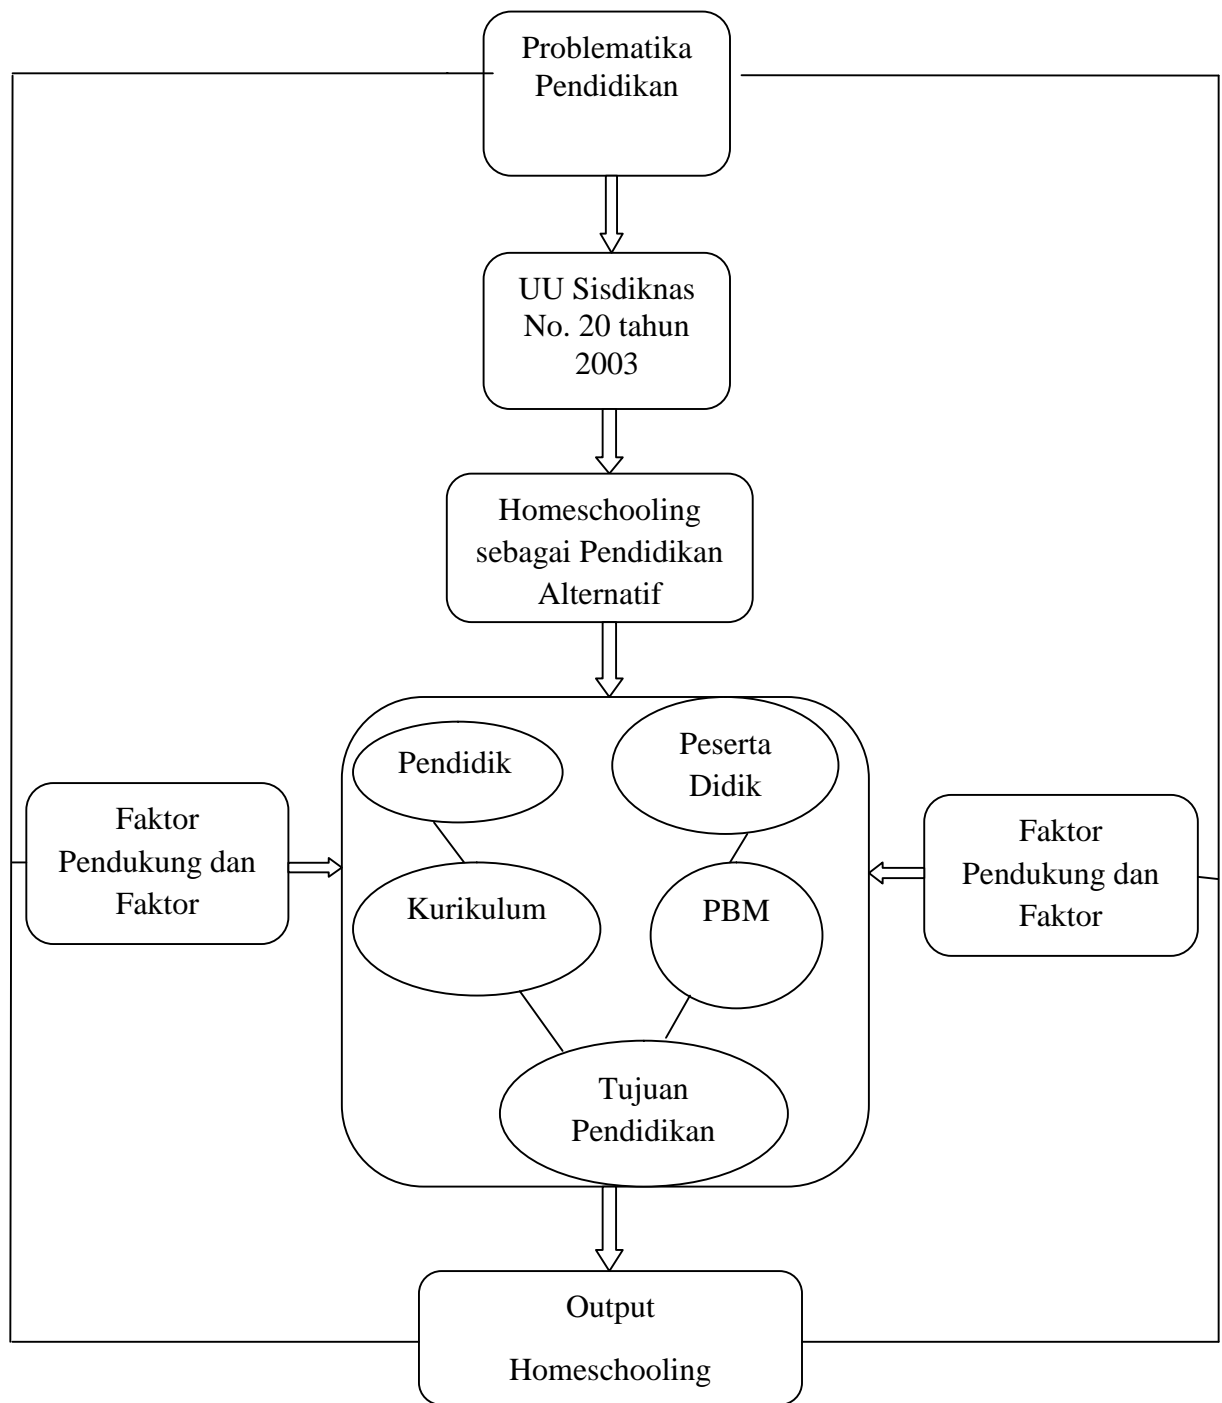 Problematika
Pendidikan
UU Sisdiknas
No. 20 tahun
2003
Homeschooling
sebagai Pendidikan
Alternatif
Pendidik
Peserta
Didik
Faktor
Pendukung dan
Faktor
Kurikulum
PBM
Faktor
Pendukung dan
Faktor
Tujuan
Pendidikan
Output
Homeschooling